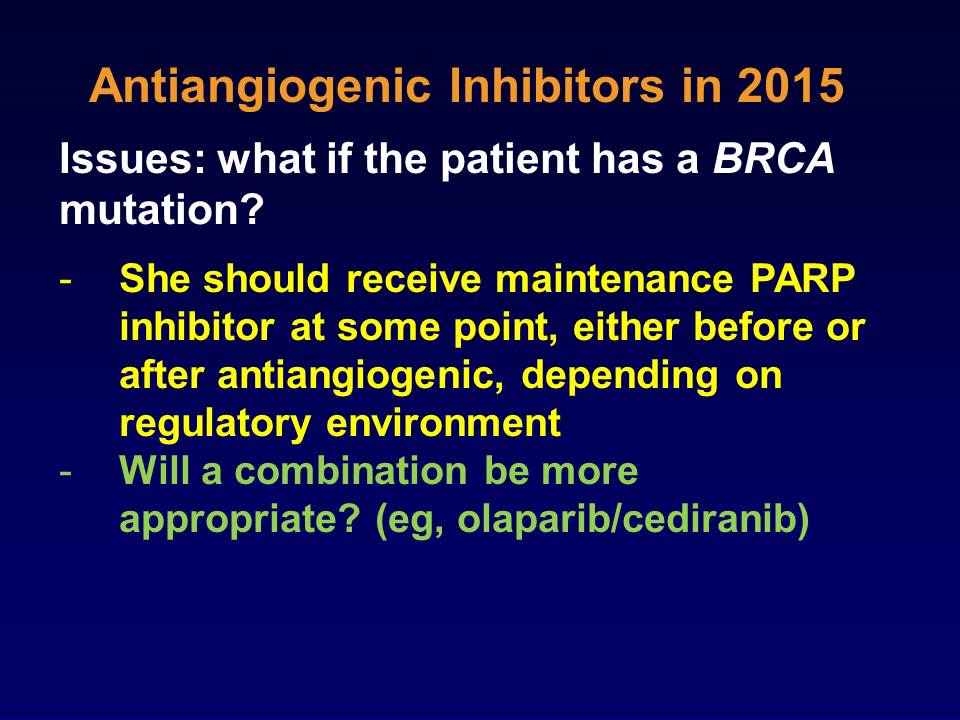 Antiangiogenic Inhibitors in 2015
Issues: what if the patient has a BRCA
mutation?
- She should receive maintenance PARP
inhibitor at some point, either before or
after antiangiogenic, depending on
regulatory environment
- Will a combination be more
appropriate? (eg, olaparib/cediranib)